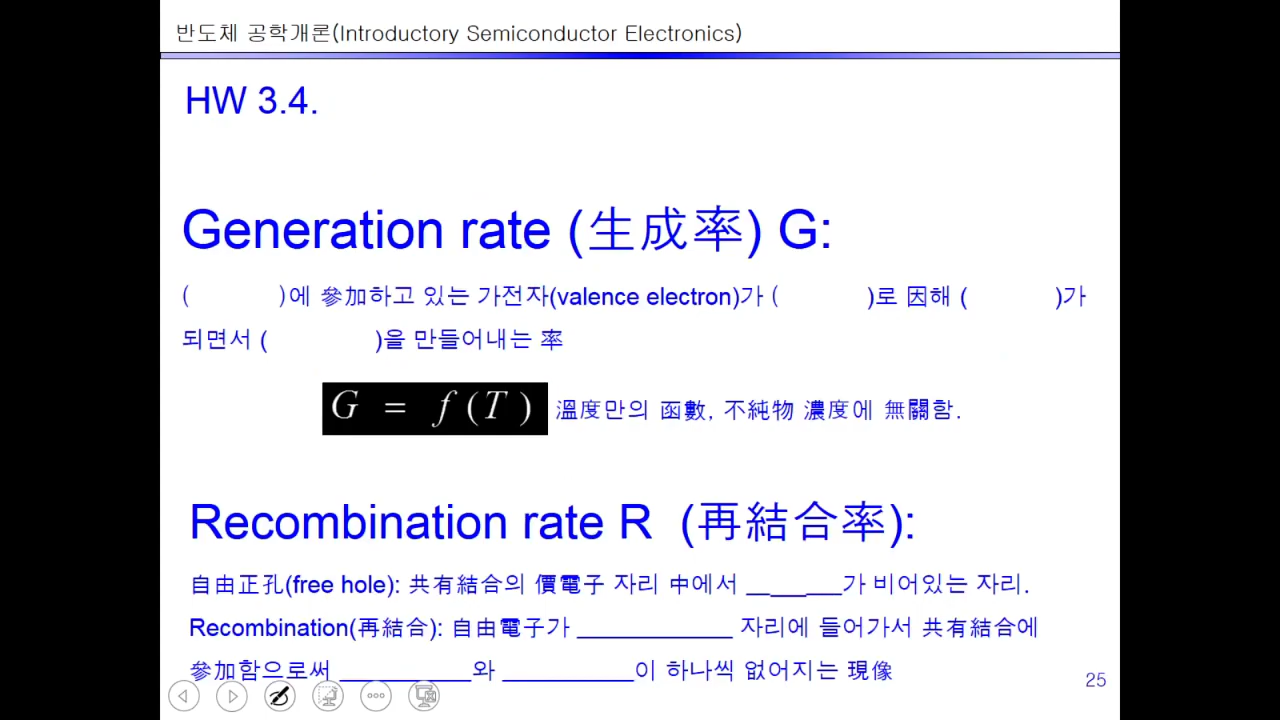 반도체 공학개론(Introductory Semiconductor Electronics)
HW 3.4.
Generation rate (生成率) G:
( )에 參加하고 있는 가전자(valence electron)가 ( )로 因해 ( )가
되면서 ( )을 만들어내는 率
G = f(T) 溫度만의 函數, 不純物 濃度에 無關함.
Recombination rate R (再結合率):
自由正孔(free hole): 共有結合의 價電子 자리 中에서 ________가 비어있는 자리.
Recombination(再結合): 自由電子가 ____________ 자리에 들어가서 共有結合에
參加함으로써 __________와 __________이 하나씩 없어지는 現像
25